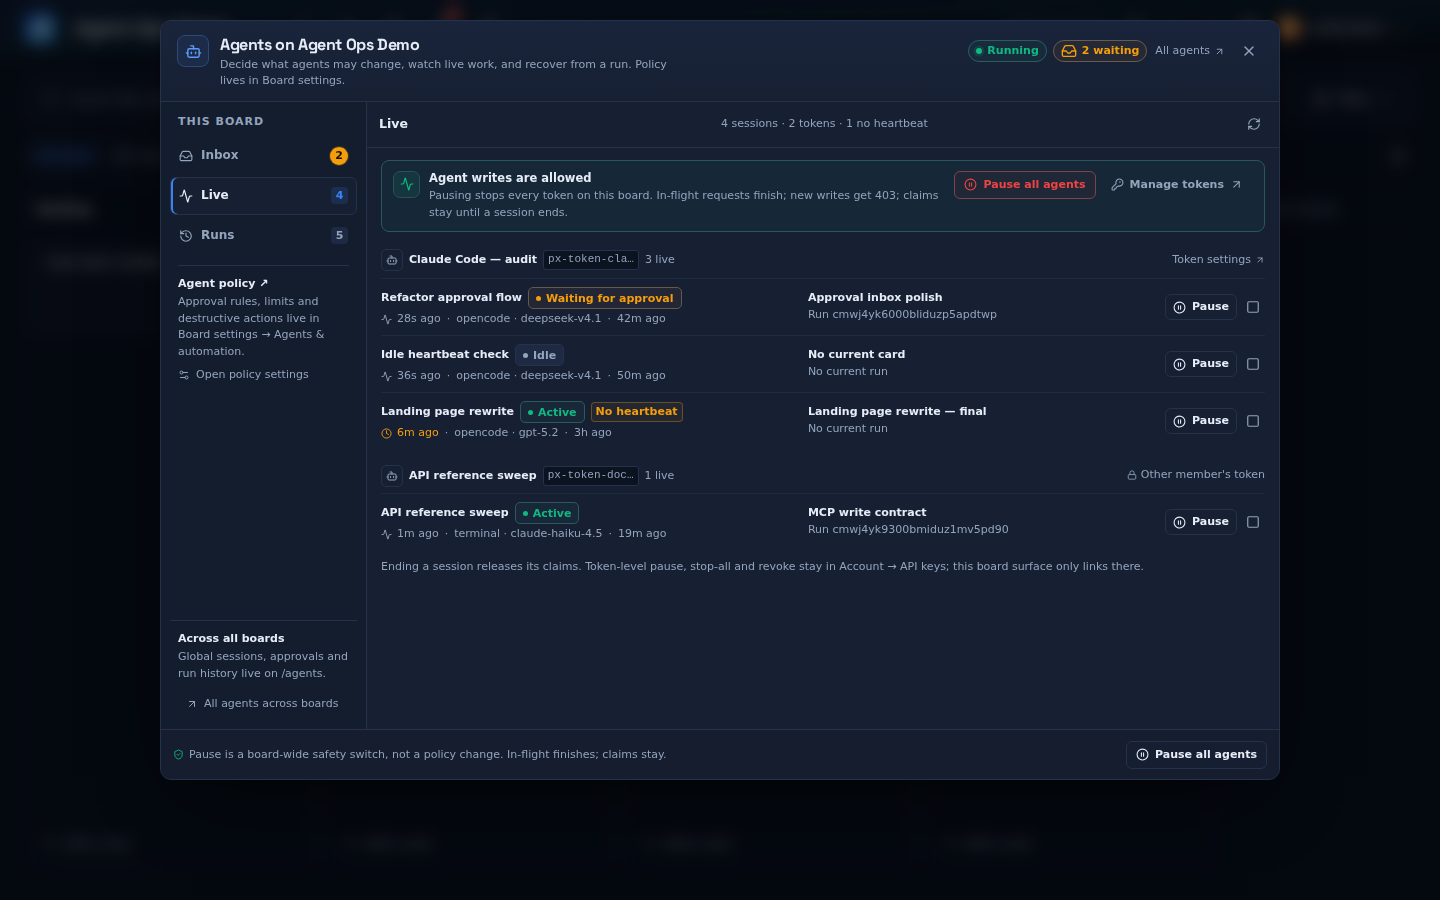 Agents on Agent Ops Demo
Decide what agents may change, watch live work, and recover from a run. Policy
lives in Board settings.
Running
2 waiting
All agents ↗
THIS BOARD
Inbox
2
Live
4
Runs
5
Agent policy ↗
Approval rules, limits and
destructive actions live in
Board settings → Agents &
automation.
Open policy settings
Across all boards
Global sessions, approvals and
run history live on /agents.
All agents across boards
Live
4 sessions · 2 tokens · 1 no heartbeat
Agent writes are allowed
Pausing stops every token on this board. In-flight requests finish; new writes get 403; claims
stay until a session ends.
Pause all agents
Manage tokens ↗
Claude Code — audit px-token-cla… 3 live
Token settings ↗
Refactor approval flow Waiting for approval
28s ago · opencode · deepseek-v4.1 · 42m ago
Approval inbox polish
Run cmwj4yk6000bliduzp5apdtwp
Pause
Idle heartbeat check Idle
36s ago · opencode · deepseek-v4.1 · 50m ago
No current card
No current run
Pause
Landing page rewrite Active No heartbeat
6m ago · opencode · gpt-5.2 · 3h ago
Landing page rewrite — final
No current run
Pause
API reference sweep px-token-doc… 1 live
Other member's token
API reference sweep Active
1m ago · terminal · claude-haiku-4.5 · 19m ago
MCP write contract
Run cmwj4yk9300bmiduz1mv5pd90
Pause
Ending a session releases its claims. Token-level pause, stop-all and revoke stay in Account → API keys; this board surface only links there.
Pause is a board-wide safety switch, not a policy change. In-flight finishes; claims stay.
Pause all agents